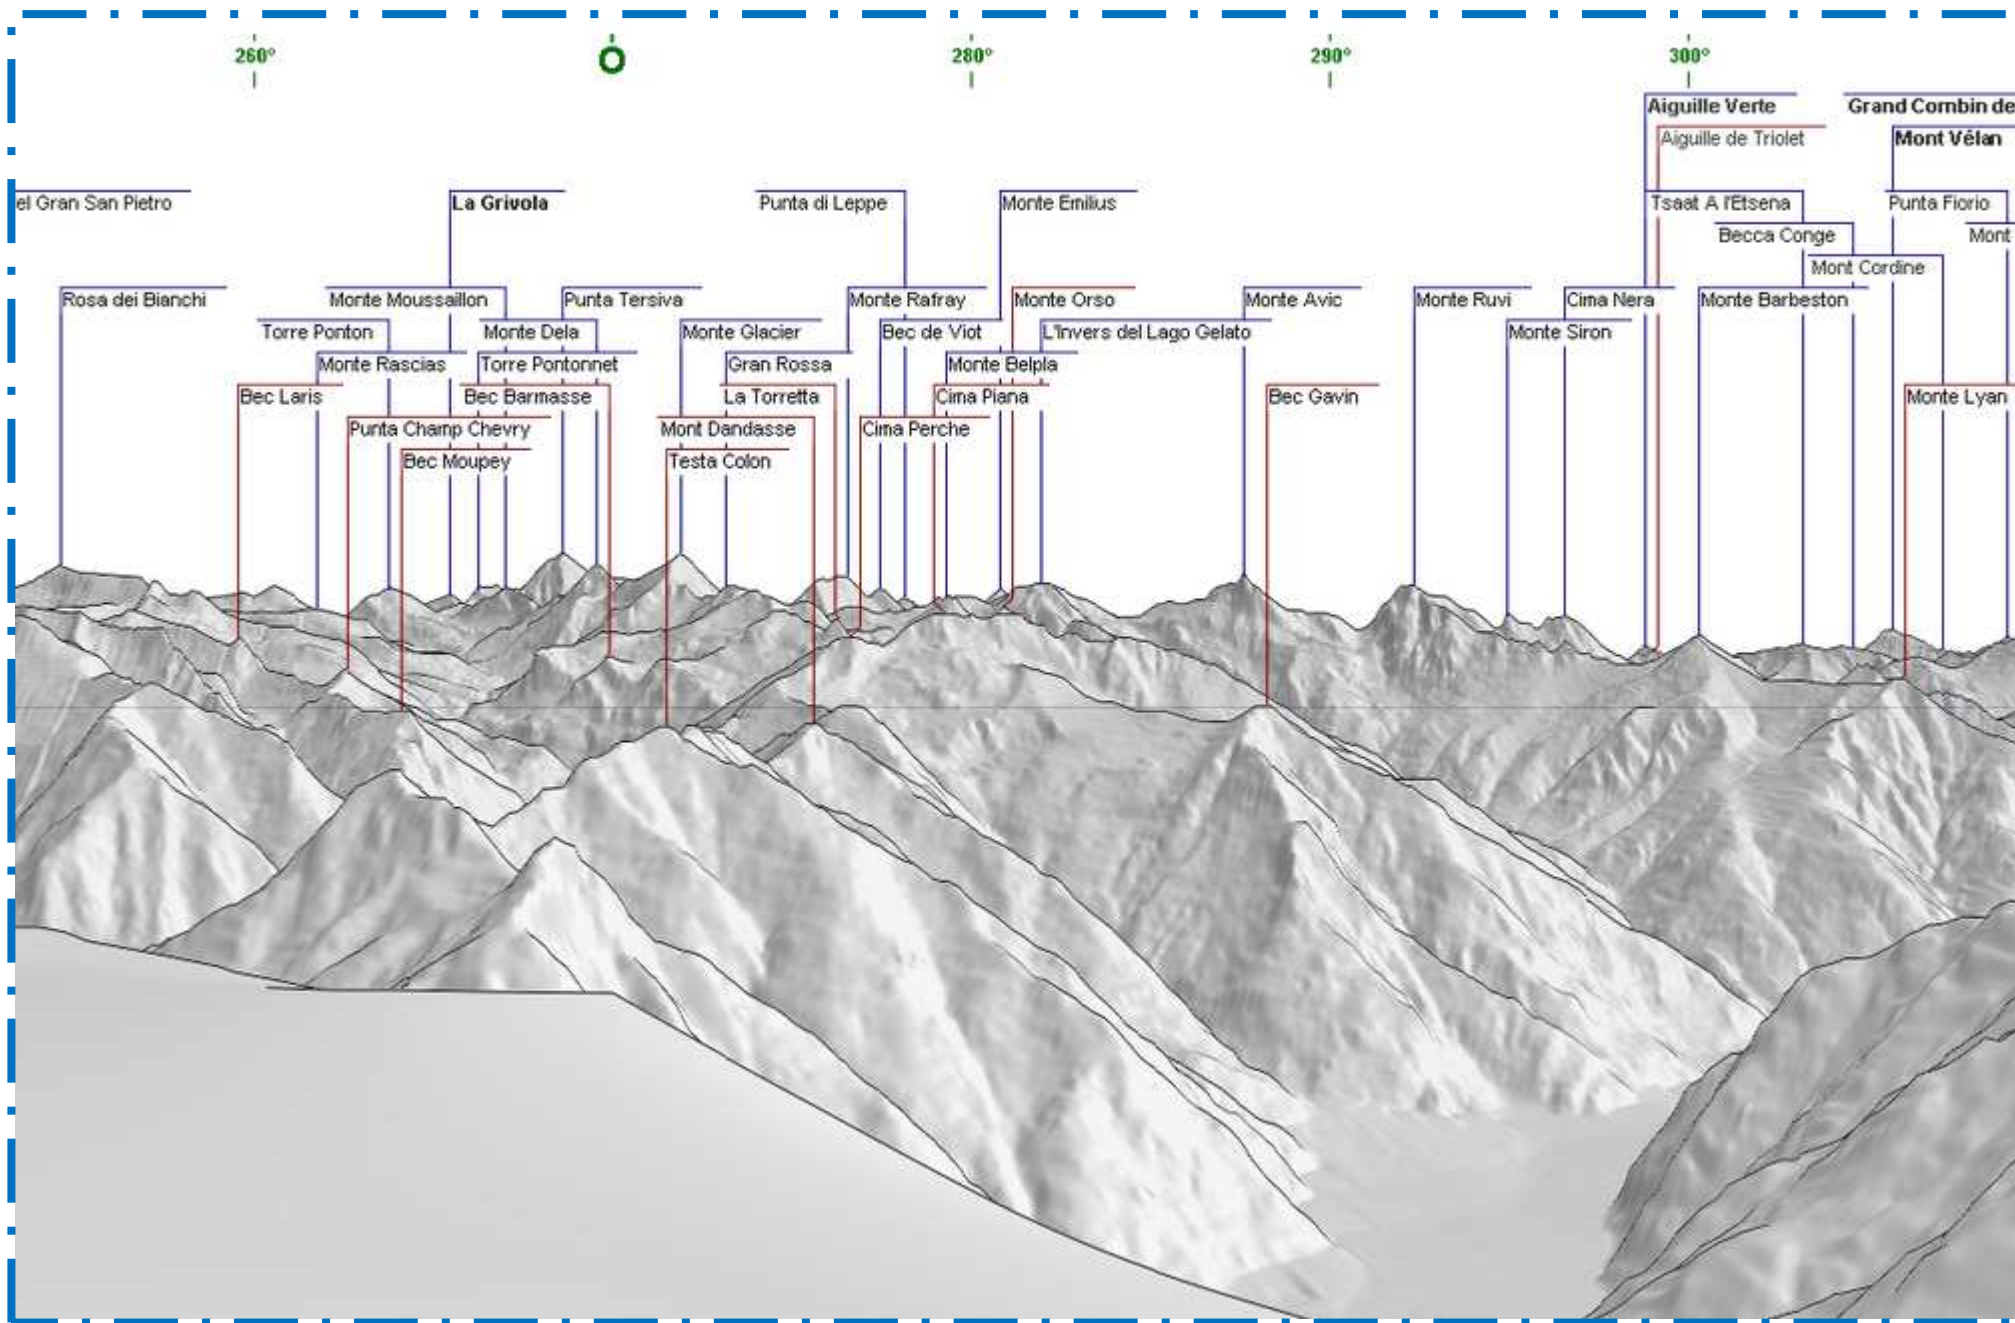 260°
O
280°
290°
300°
Aiguille Verte
Grand Combin de
Aiguille de Triolet
Mont Vélan
el Gran San Pietro
La Grivola
Punta di Leppe
Monte Emilius
Tsaat A l'Etsena
Punta Fiorio
Becca Conge
Mont
Mont Cordine
Rosa dei Bianchi
Monte Moussaillon
Punta Tersiva
Monte Rafray
Monte Orso
Monte Avic
Monte Ruvi
Cima Nera
Monte Barbeston
Torre Ponton
Monte Dela
Monte Glacier
Bec de Viot
L'Invers del Lago Gelato
Monte Siron
Monte Rascias
Torre Pontonnet
Gran Rossa
Monte Belpla
Bec Laris
Bec Barmasse
La Torretta
Cima Piana
Bec Gavin
Monte Lyan
Punta Champ Chevry
Mont Dandasse
Cima Perche
Bec Moupey
Testa Colon